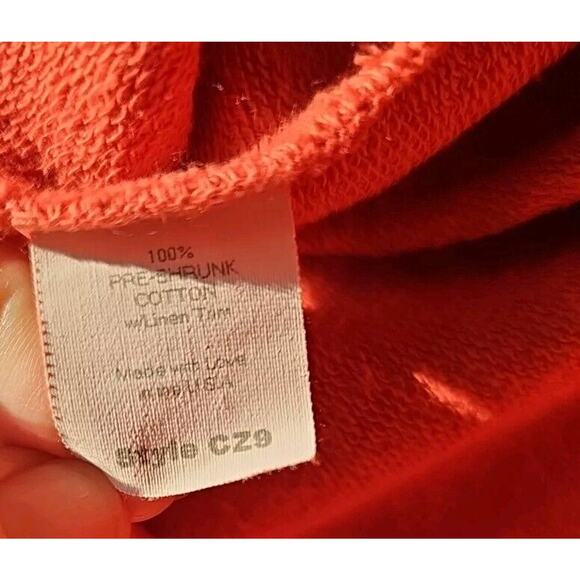 100%
PRE-SHRUNK
COTTON
w/Linen Trim
Made with Love
in the U.S.A
Style CZ9